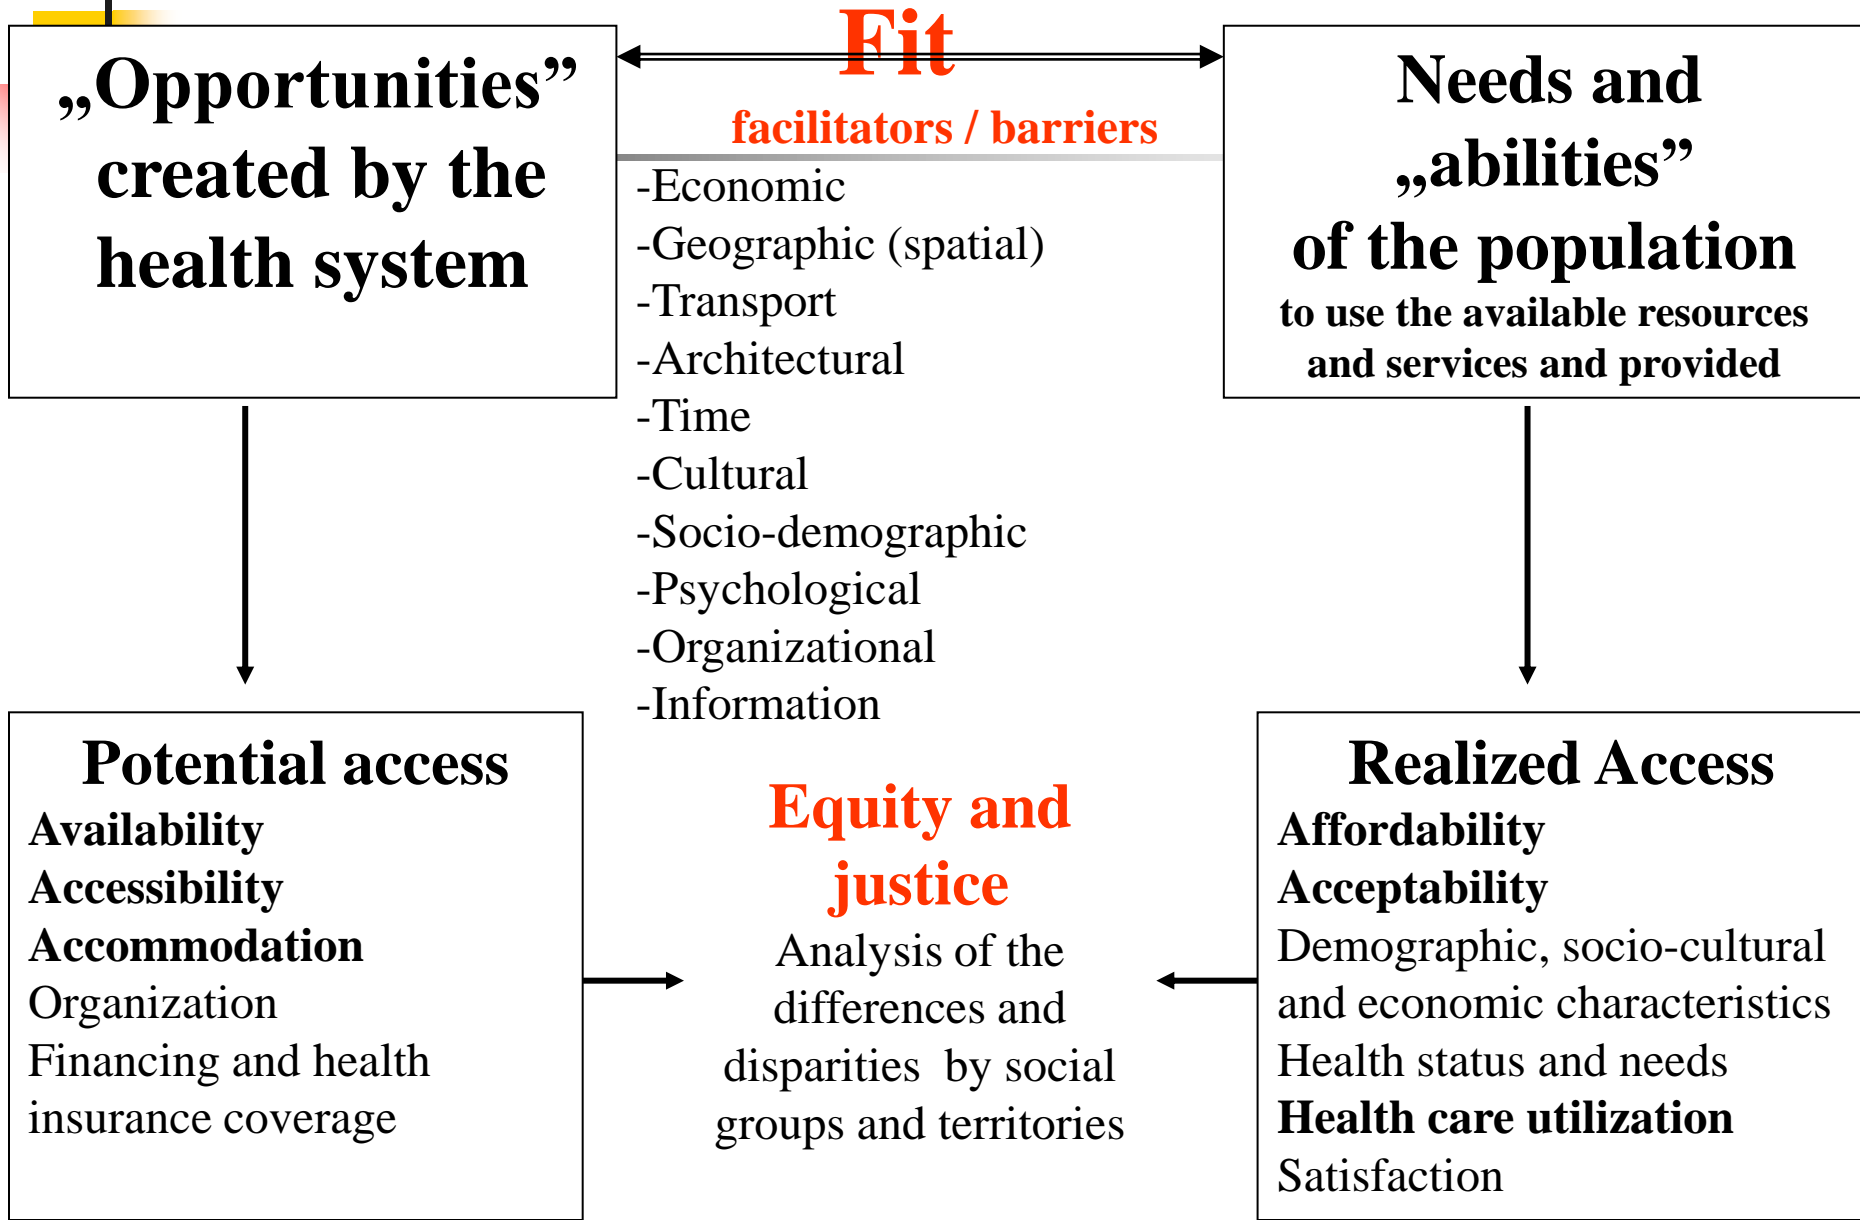 „Opportunities”
created by the
health system
Fit
facilitators / barriers
-Economic
-Geographic (spatial)
-Transport
-Architectural
-Time
-Cultural
-Socio-demographic
-Psychological
-Organizational
-Information
Needs and
„abilities”
of the population
to use the available resources
and services and provided
Potential access
Availability
Accessibility
Accommodation
Organization
Financing and health
insurance coverage
Equity and
justice
Analysis of the
differences and
disparities by social
groups and territories
Realized Access
Affordability
Acceptability
Demographic, socio-cultural
and economic characteristics
Health status and needs
Health care utilization
Satisfaction